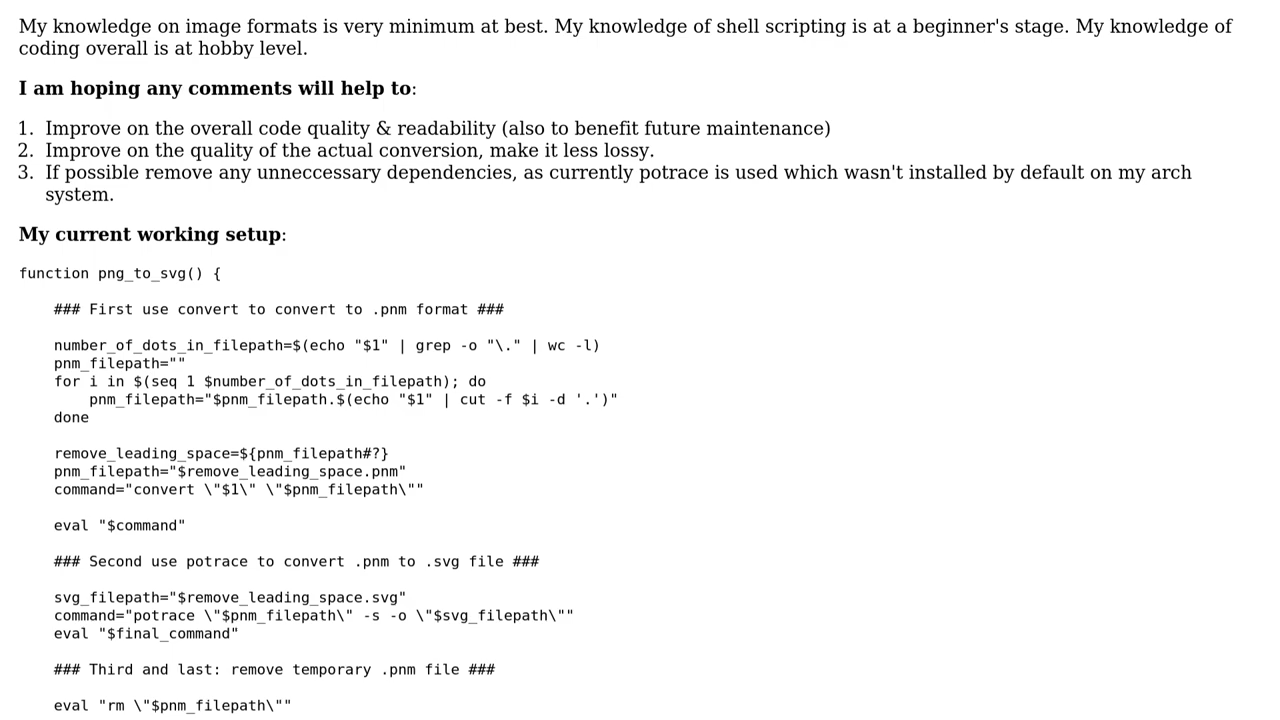 My knowledge on image formats is very minimum at best. My knowledge of shell scripting is at a beginner's stage. My knowledge of
coding overall is at hobby level.
I am hoping any comments will help to:
1. Improve on the overall code quality & readability (also to benefit future maintenance)
2. Improve on the quality of the actual conversion, make it less lossy.
3. If possible remove any unneccessary dependencies, as currently potrace is used which wasn't installed by default on my arch
system.
My current working setup:
function png_to_svg() {
    ### First use convert to convert to .pnm format ###
    number_of_dots_in_filepath=$(echo "$1" | grep -o "\." | wc -l)
    pnm_filepath=""
    for i in $(seq 1 $number_of_dots_in_filepath); do
        pnm_filepath="$pnm_filepath.$(echo "$1" | cut -f $i -d '.')"
    done
    remove_leading_space=${pnm_filepath#?}
    pnm_filepath="$remove_leading_space.pnm"
    command="convert \"$1\" \"$pnm_filepath\""
    eval "$command"
    ### Second use potrace to convert .pnm to .svg file ###
    svg_filepath="$remove_leading_space.svg"
    command="potrace \"$pnm_filepath\" -s -o \"$svg_filepath\""
    eval "$final_command"
    ### Third and last: remove temporary .pnm file ###
    eval "rm \"$pnm_filepath\""